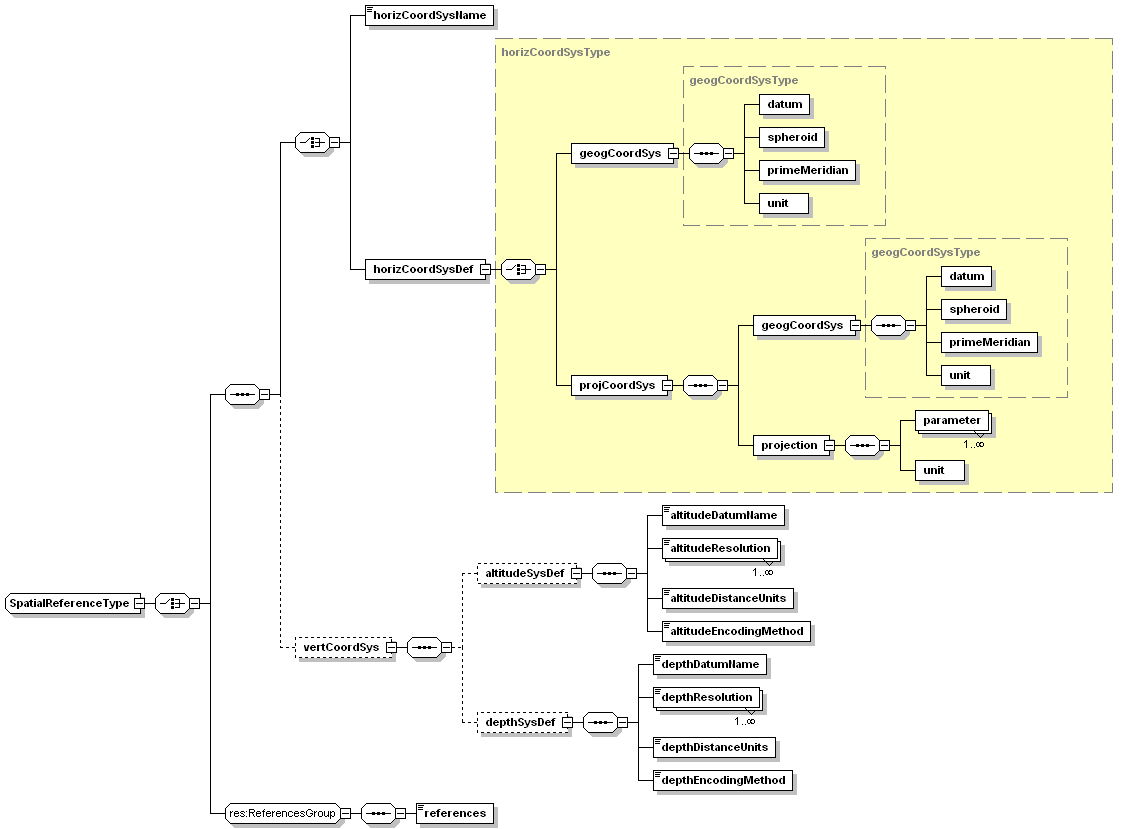 horizCoordSysName
horizCoordSysType
geogCoordSysType
datum
spheroid
geogCoordSys
primeMeridian
unit
geogCoordSysType
horizCoordSysDef
datum
spheroid
geogCoordSys
primeMeridian
unit
projCoordSys
parameter
1..∞
projection
unit
altitudeDatumName
altitudeResolution
1..∞
altitudeSysDef
altitudeDistanceUnits
SpatialReferenceType
altitudeEncodingMethod
vertCoordSys
depthDatumName
depthResolution
1..∞
depthSysDef
depthDistanceUnits
depthEncodingMethod
res:ReferencesGroup
references